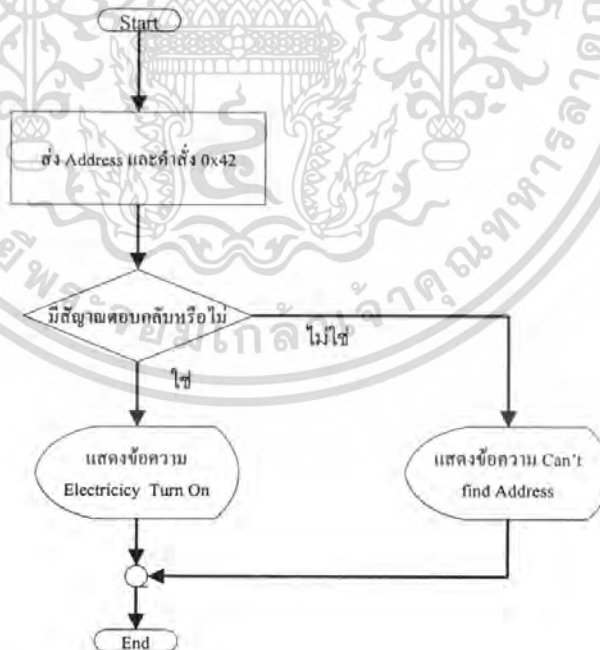 Start
ส่ง Address และคำสั่ง 0x42
มีสัญาณตอบกลับหรือไม่
ไม่ใช่
ใช่
แสดงข้อความ
Electricicy Turn On
แสดงข้อความ Can't
find Address
End